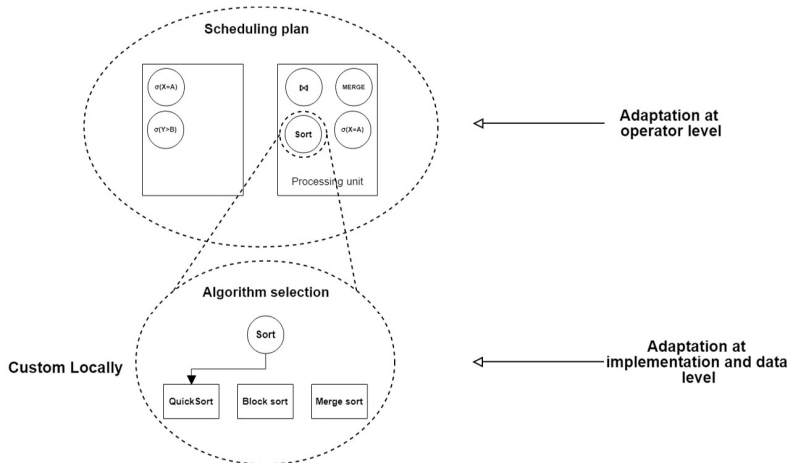 Scheduling plan
σ(X=A)
σ(Y>B)
⋈
MERGE
Sort
σ(X=A)
Processing unit
Adaptation at
operator level
Algorithm selection
Sort
Custom Locally
QuickSort
Block sort
Merge sort
Adaptation at
implementation and data
level